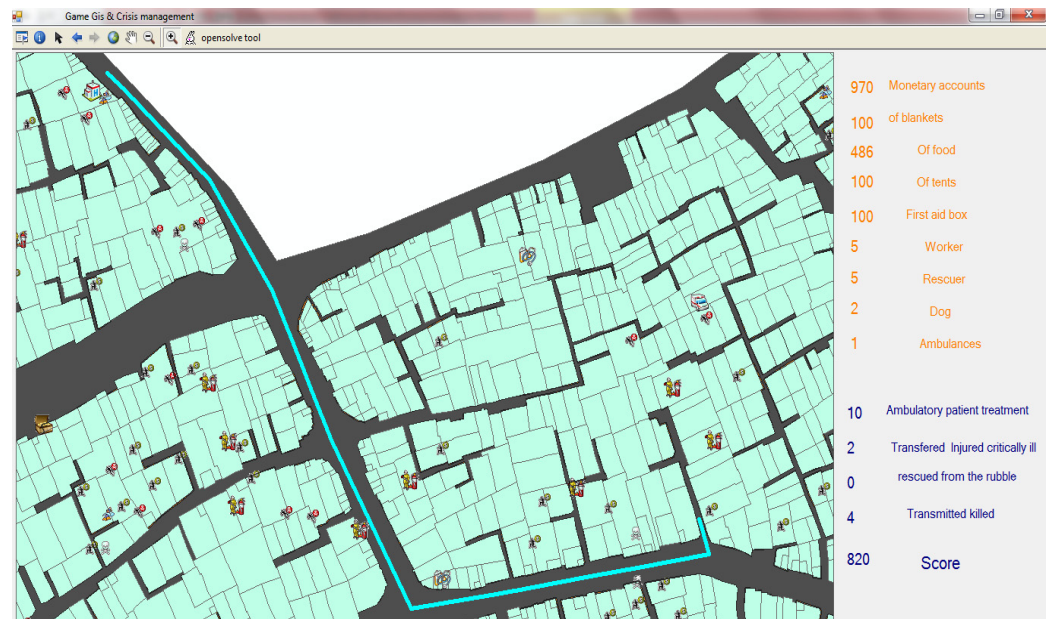 Game Gis & Crisis management
opensolve tool
970 Monetary accounts
100 of blankets
486 Of food
100 Of tents
100 First aid box
5 Worker
5 Rescuer
2 Dog
1 Ambulances
10 Ambulatory patient treatment
2 Transfered Injured critically ill
0 rescued from the rubble
4 Transmitted killed
820 Score